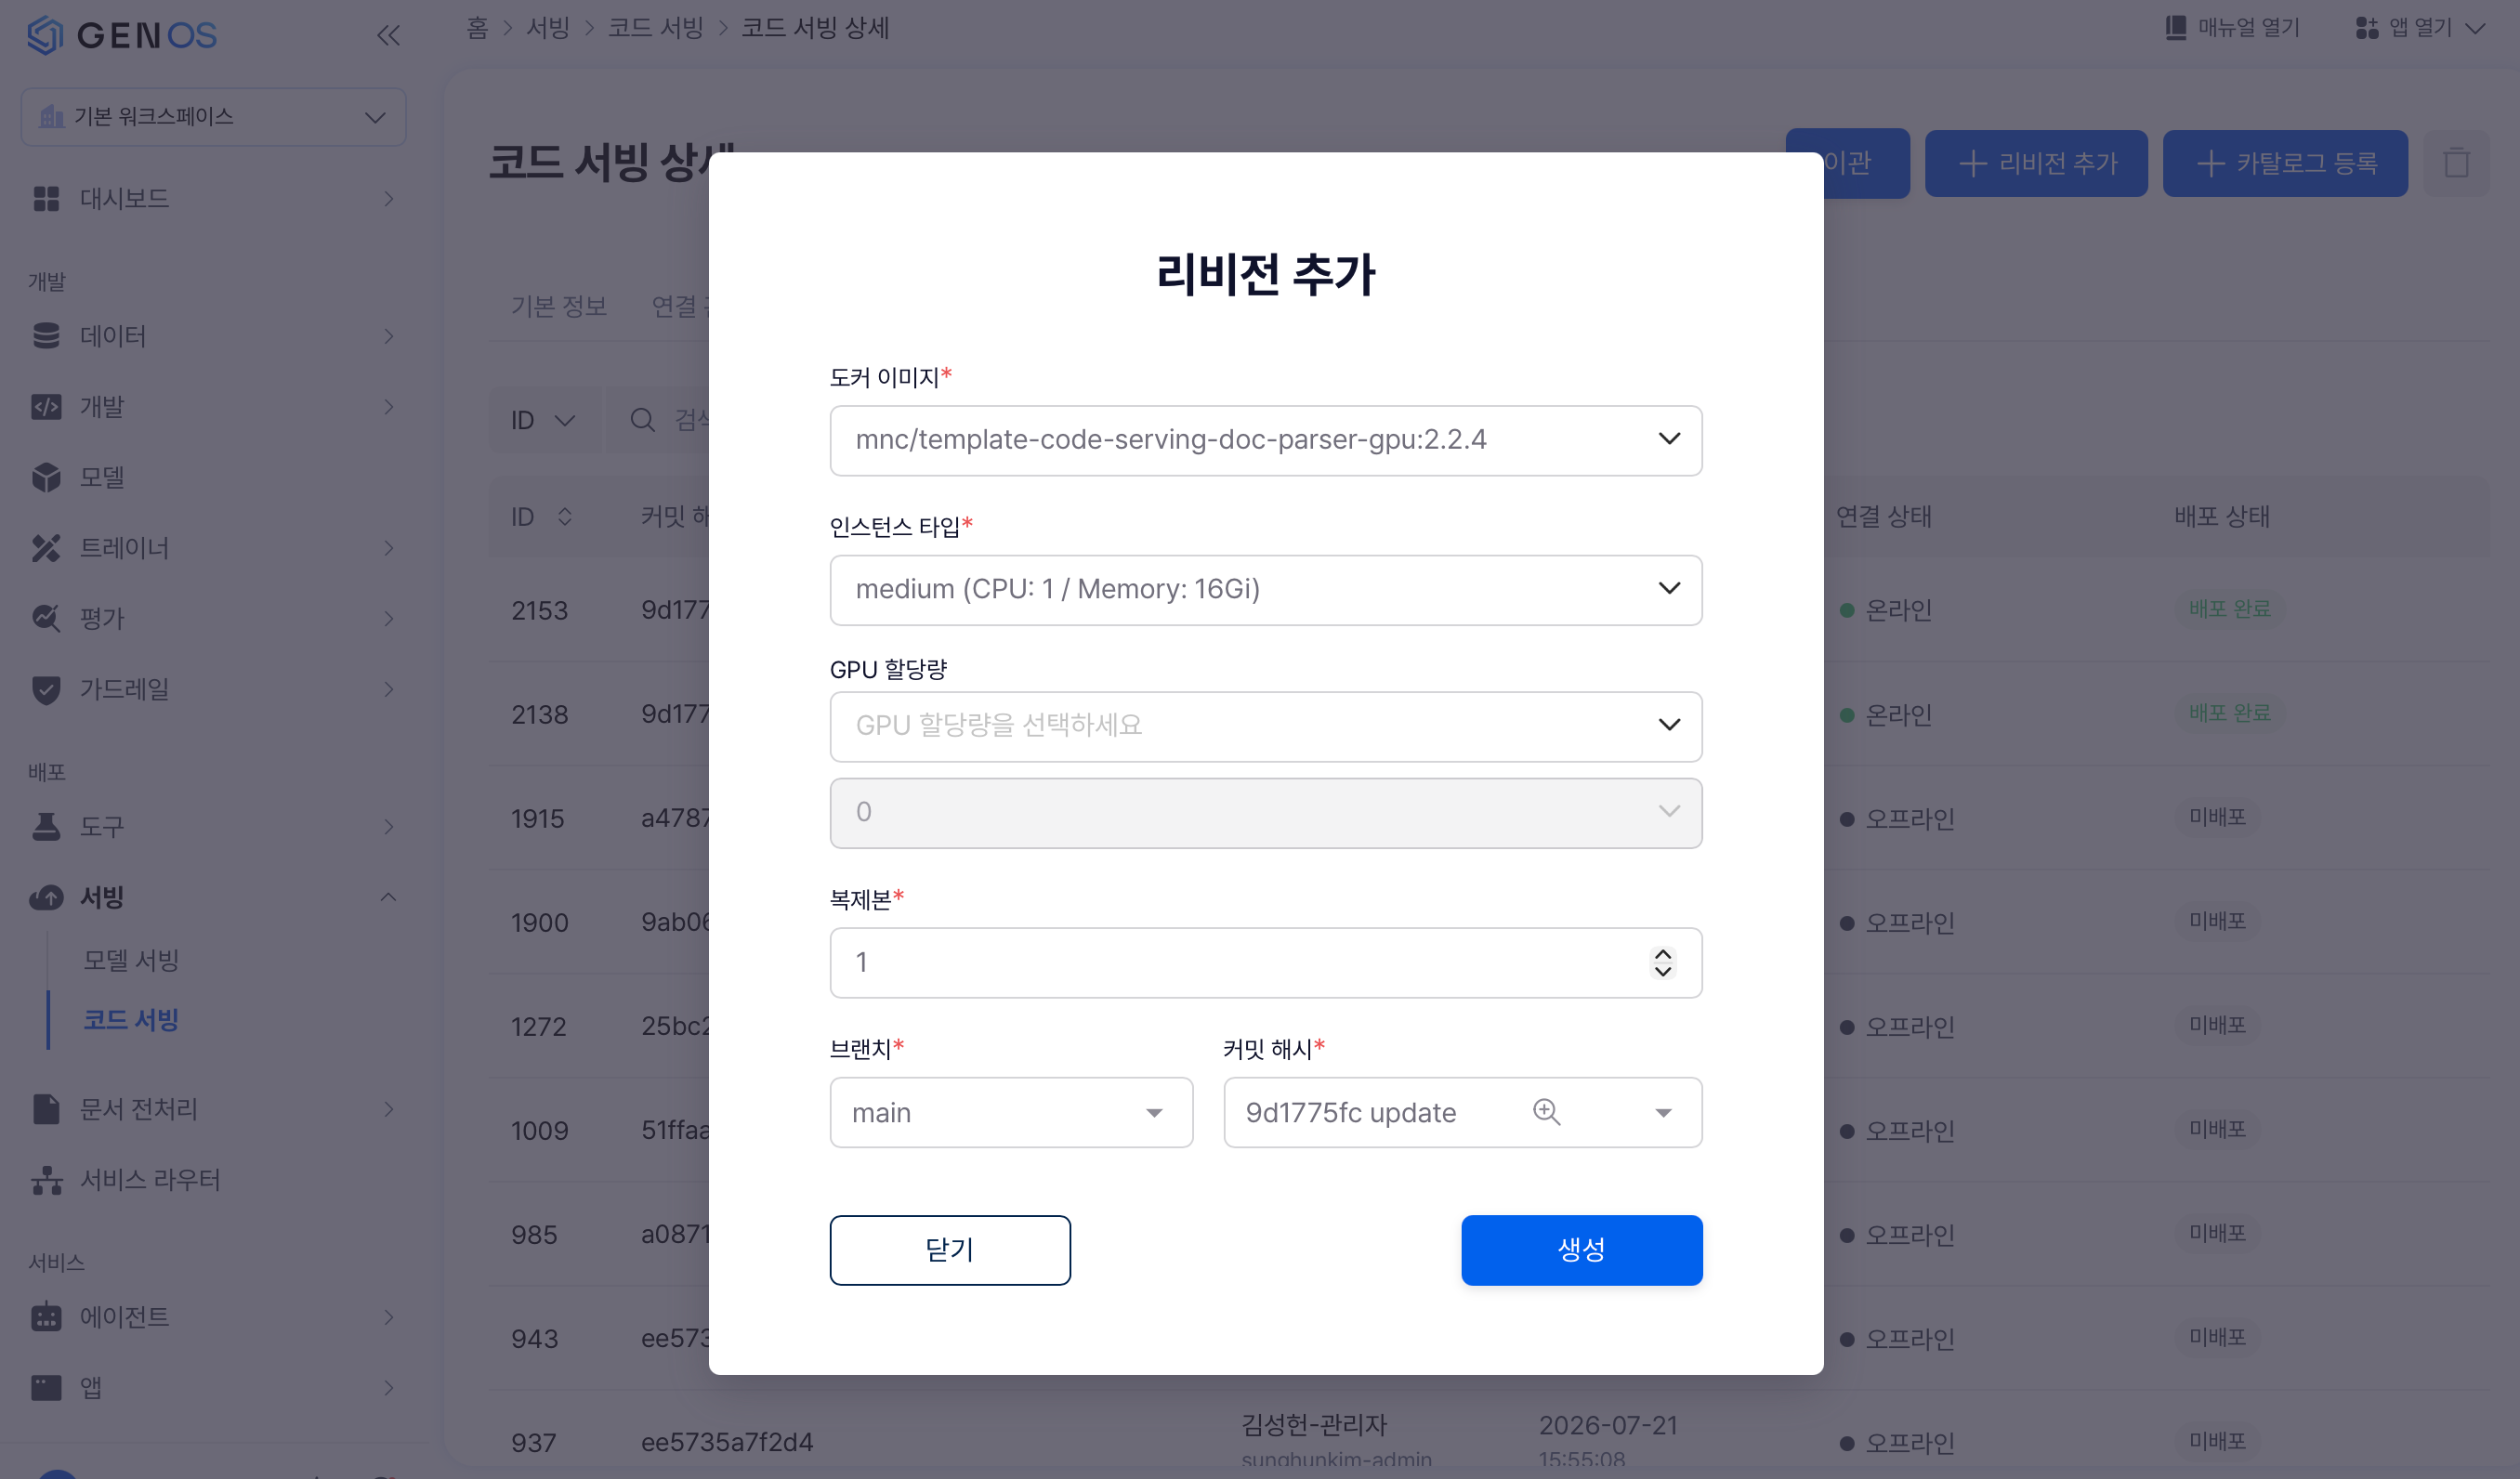 GENOS
홈 > 서빙 > 코드 서빙 > 코드 서빙 상세
매뉴얼 열기
앱 열기
기본 워크스페이스
대시보드
개발
데이터
개발
모델
트레이너
평가
가드레일
배포
도구
서빙
모델 서빙
코드 서빙
문서 전처리
서비스 라우터
서비스
에이전트
앱
코드 서빙 상세
이관
리비전 추가
카탈로그 등록
기본 정보 연결
ID
ID 커밋 해 연결 상태 배포 상태
2153 9d177 온라인 배포 완료
2138 9d177 온라인 배포 완료
1915 a4787 오프라인 미배포
1900 9ab06 오프라인 미배포
1272 25bc2 오프라인 미배포
1009 51ffaa 오프라인 미배포
985 a0871 오프라인 미배포
943 ee573 오프라인 미배포
937 ee5735a7f2d4 김성헌-관리자 2026-07-21 오프라인 미배포
sunghunkim-admin 15:55:08
리비전 추가
도커 이미지*
mnc/template-code-serving-doc-parser-gpu:2.2.4
인스턴스 타입*
medium (CPU: 1 / Memory: 16Gi)
GPU 할당량
GPU 할당량을 선택하세요
0
복제본*
1
브랜치* 커밋 해시*
main 9d1775fc update
닫기 생성